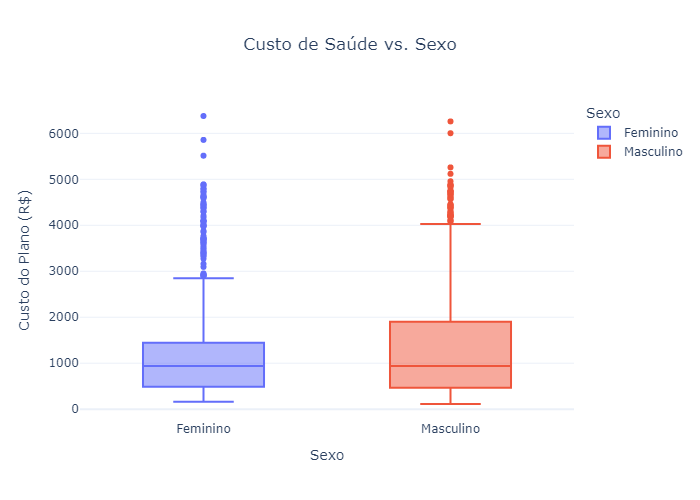 Custo de Saúde vs. Sexo
Sexo
Feminino
Masculino
Custo do Plano (R$)
6000
5000
4000
3000
2000
1000
0
Feminino
Masculino
Sexo